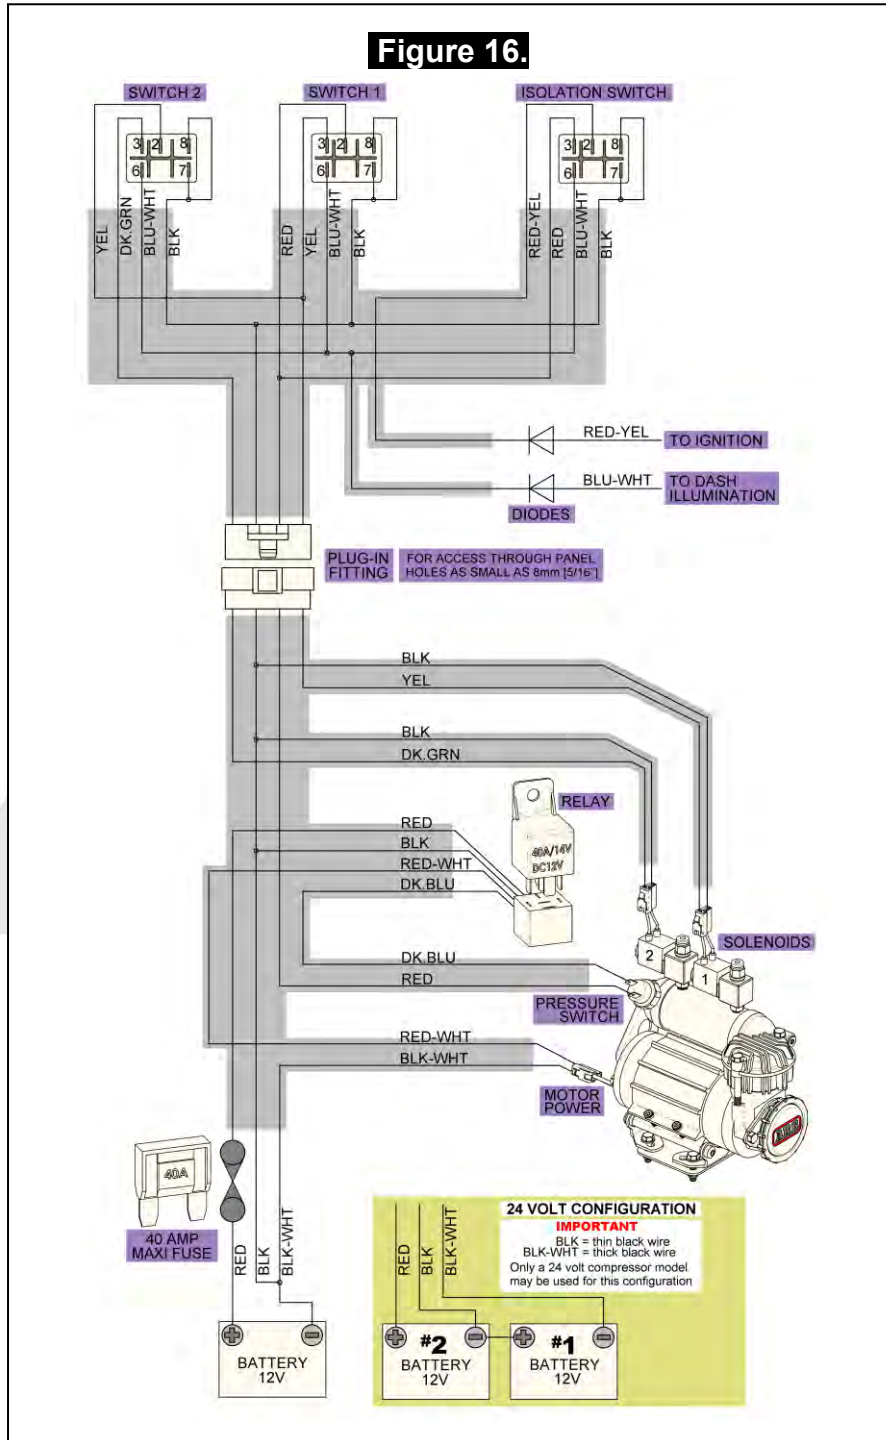 Figure 16.
SWITCH 2
SWITCH 1
ISOLATION SWITCH
3 2 8
6 7
3 2 8
6 7
3 2 8
6 7
YEL
DK.GRN
BLU-WHT
BLK
RED
YEL
BLU-WHT
BLK
RED-YEL
RED
BLU-WHT
BLK
RED-YEL
TO IGNITION
BLU-WHT
TO DASH
ILLUMINATION
DIODES
PLUG-IN
FITTING
FOR ACCESS THROUGH PANEL
HOLES AS SMALL AS 8mm [5/16"]
BLK
YEL
BLK
DK.GRN
RELAY
40A/14V
DC12V
RED
BLK
RED-WHT
DK.BLU
SOLENOIDS
2
1
DK.BLU
RED
PRESSURE
SWITCH
RED-WHT
BLK-WHT
MOTOR
POWER
40A
40 AMP
MAXI FUSE
RED
BLK
BLK-WHT
BATTERY
12V
24 VOLT CONFIGURATION
IMPORTANT
BLK = thin black wire
BLK-WHT = thick black wire
Only a 24 volt compressor model
may be used for this configuration
RED
BLK
BLK-WHT
#2
BATTERY
12V
#1
BATTERY
12V